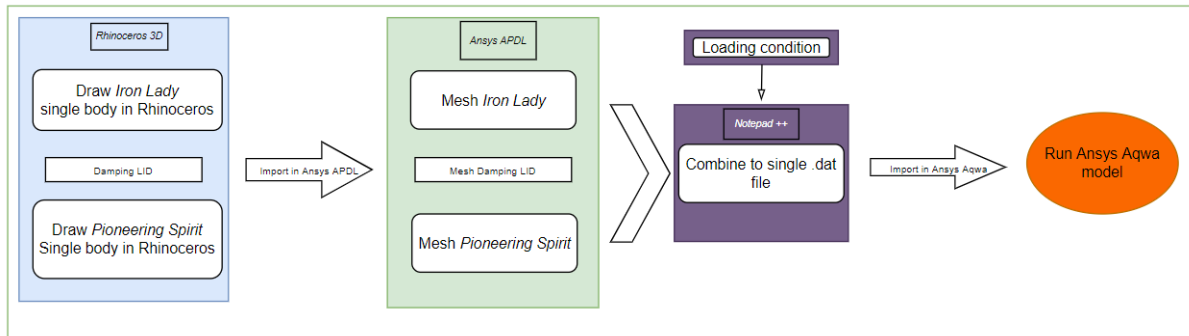 Rhinoceros 3D
Draw Iron Lady
single body in Rhinoceros
Damping LID
Draw Pioneering Spirit
Single body in Rhinoceros
Import in Ansys APDL
Ansys APDL
Mesh Iron Lady
Mesh Damping LID
Mesh Pioneering Spirit
Loading condition
Notepad ++
Combine to single .dat
file
Import in Ansys Aqwa
Run Ansys Aqwa
model